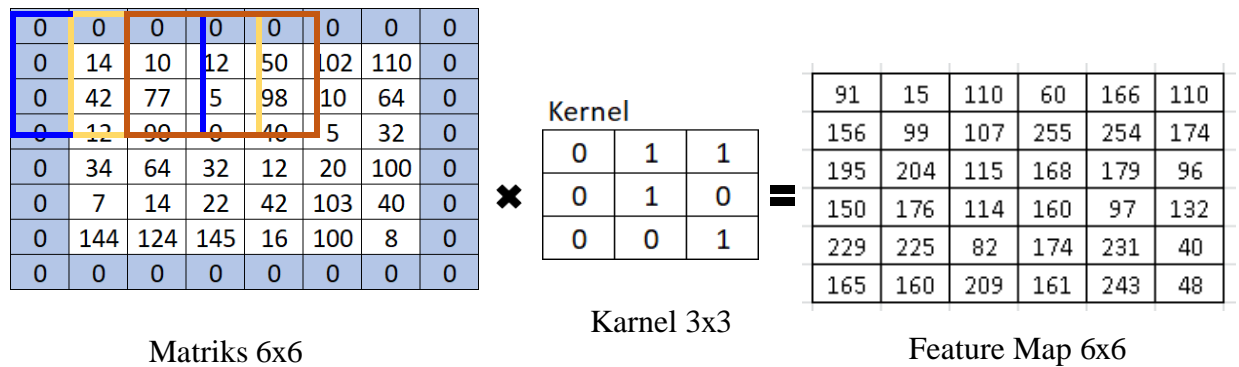 0 0 0 0 0 0 0 0
0 14 10 12 50 102 110 0
0 42 77 5 98 10 64 0
0 12 90 0 40 5 32 0
0 34 64 32 12 20 100 0
0 7 14 22 42 103 40 0
0 144 124 145 16 100 8 0
0 0 0 0 0 0 0 0
Matriks 6x6
Kernel
0 1 1
0 1 0
0 0 1
Karnel 3x3
91 15 110 60 166 110
156 99 107 255 254 174
195 204 115 168 179 96
150 176 114 160 97 132
229 225 82 174 231 40
165 160 209 161 243 48
Feature Map 6x6